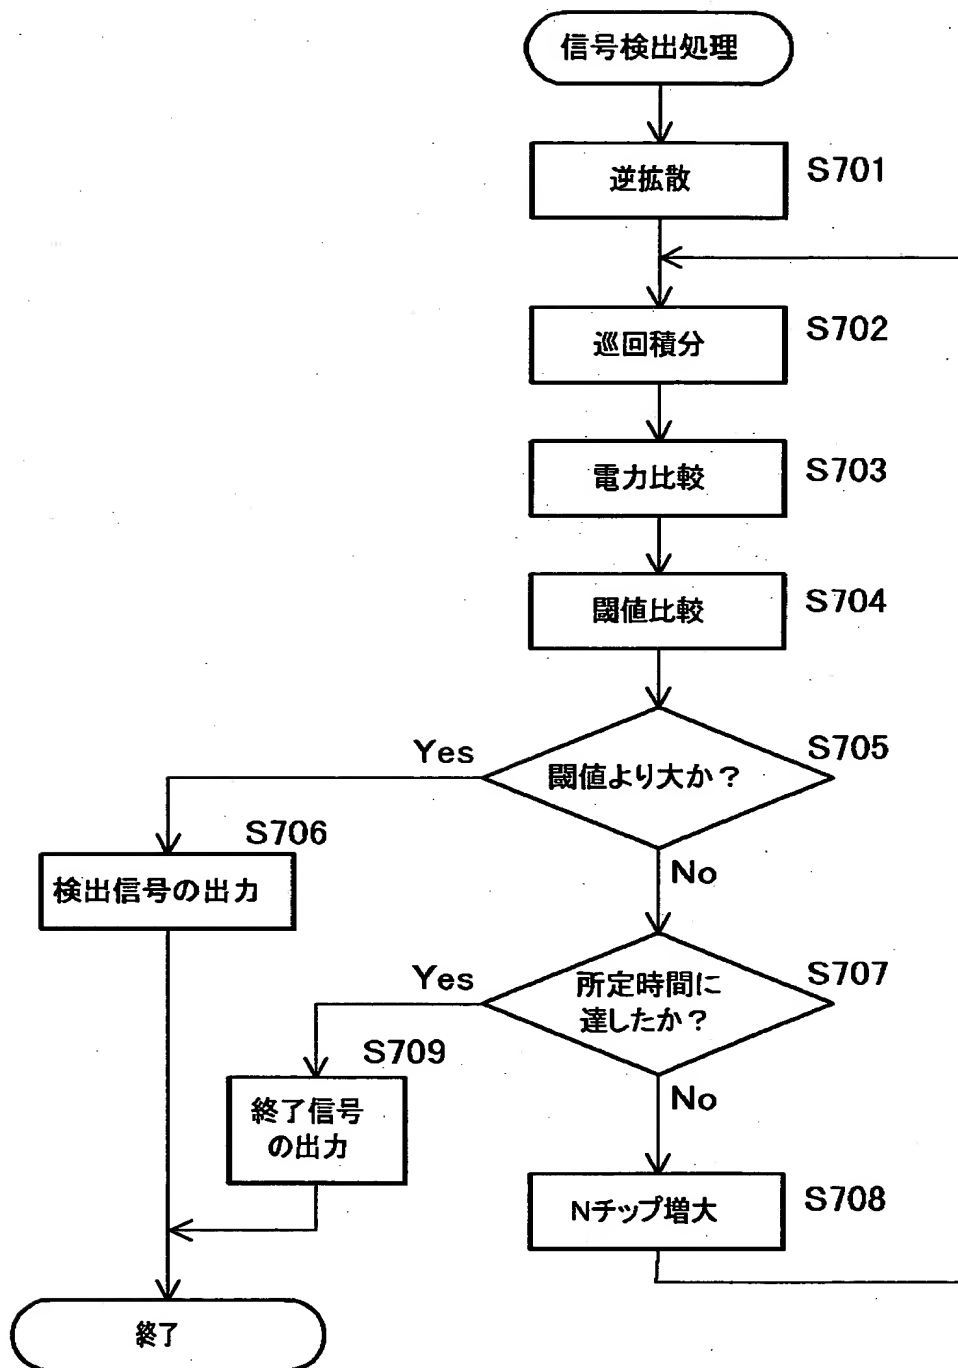 信号検出処理
逆拡散
S701
巡回積分
S702
電力比較
S703
閾値比較
S704
閾値より大か？
S705
Yes
S706
検出信号の出力
No
所定時間に
達したか？
S707
Yes
S709
終了信号
の出力
No
Nチップ増大
S708
終了